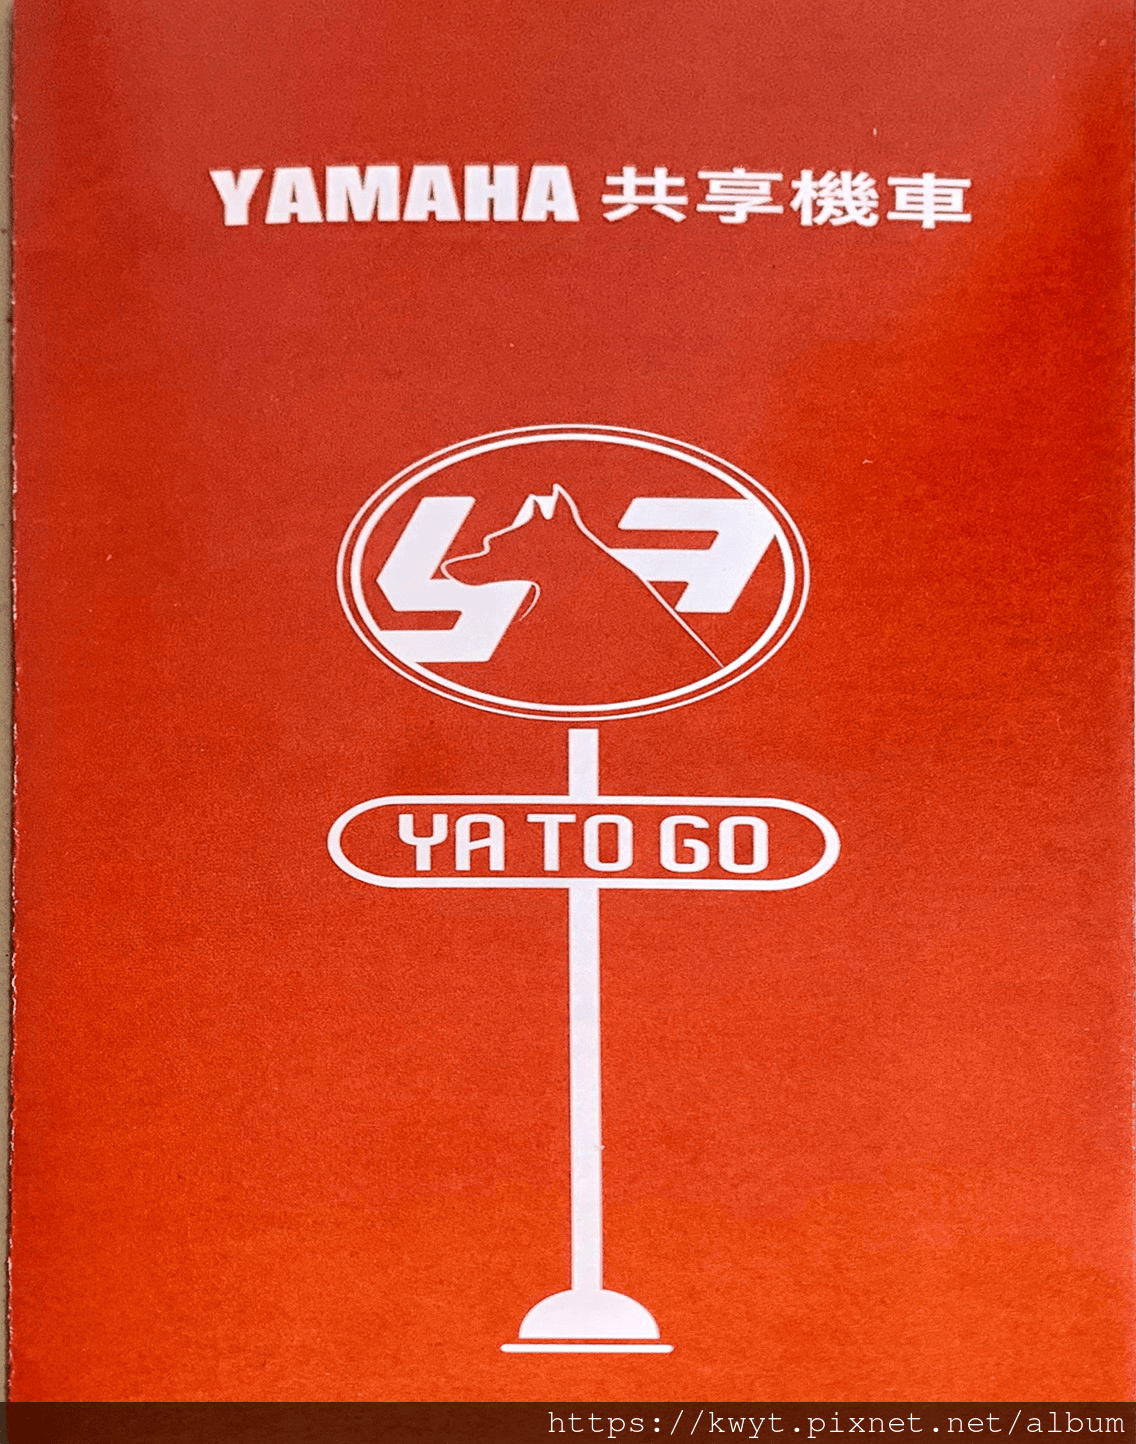 YAMAHA 共享機車
YA TO GO
https://kwyt.pixnet.net/album